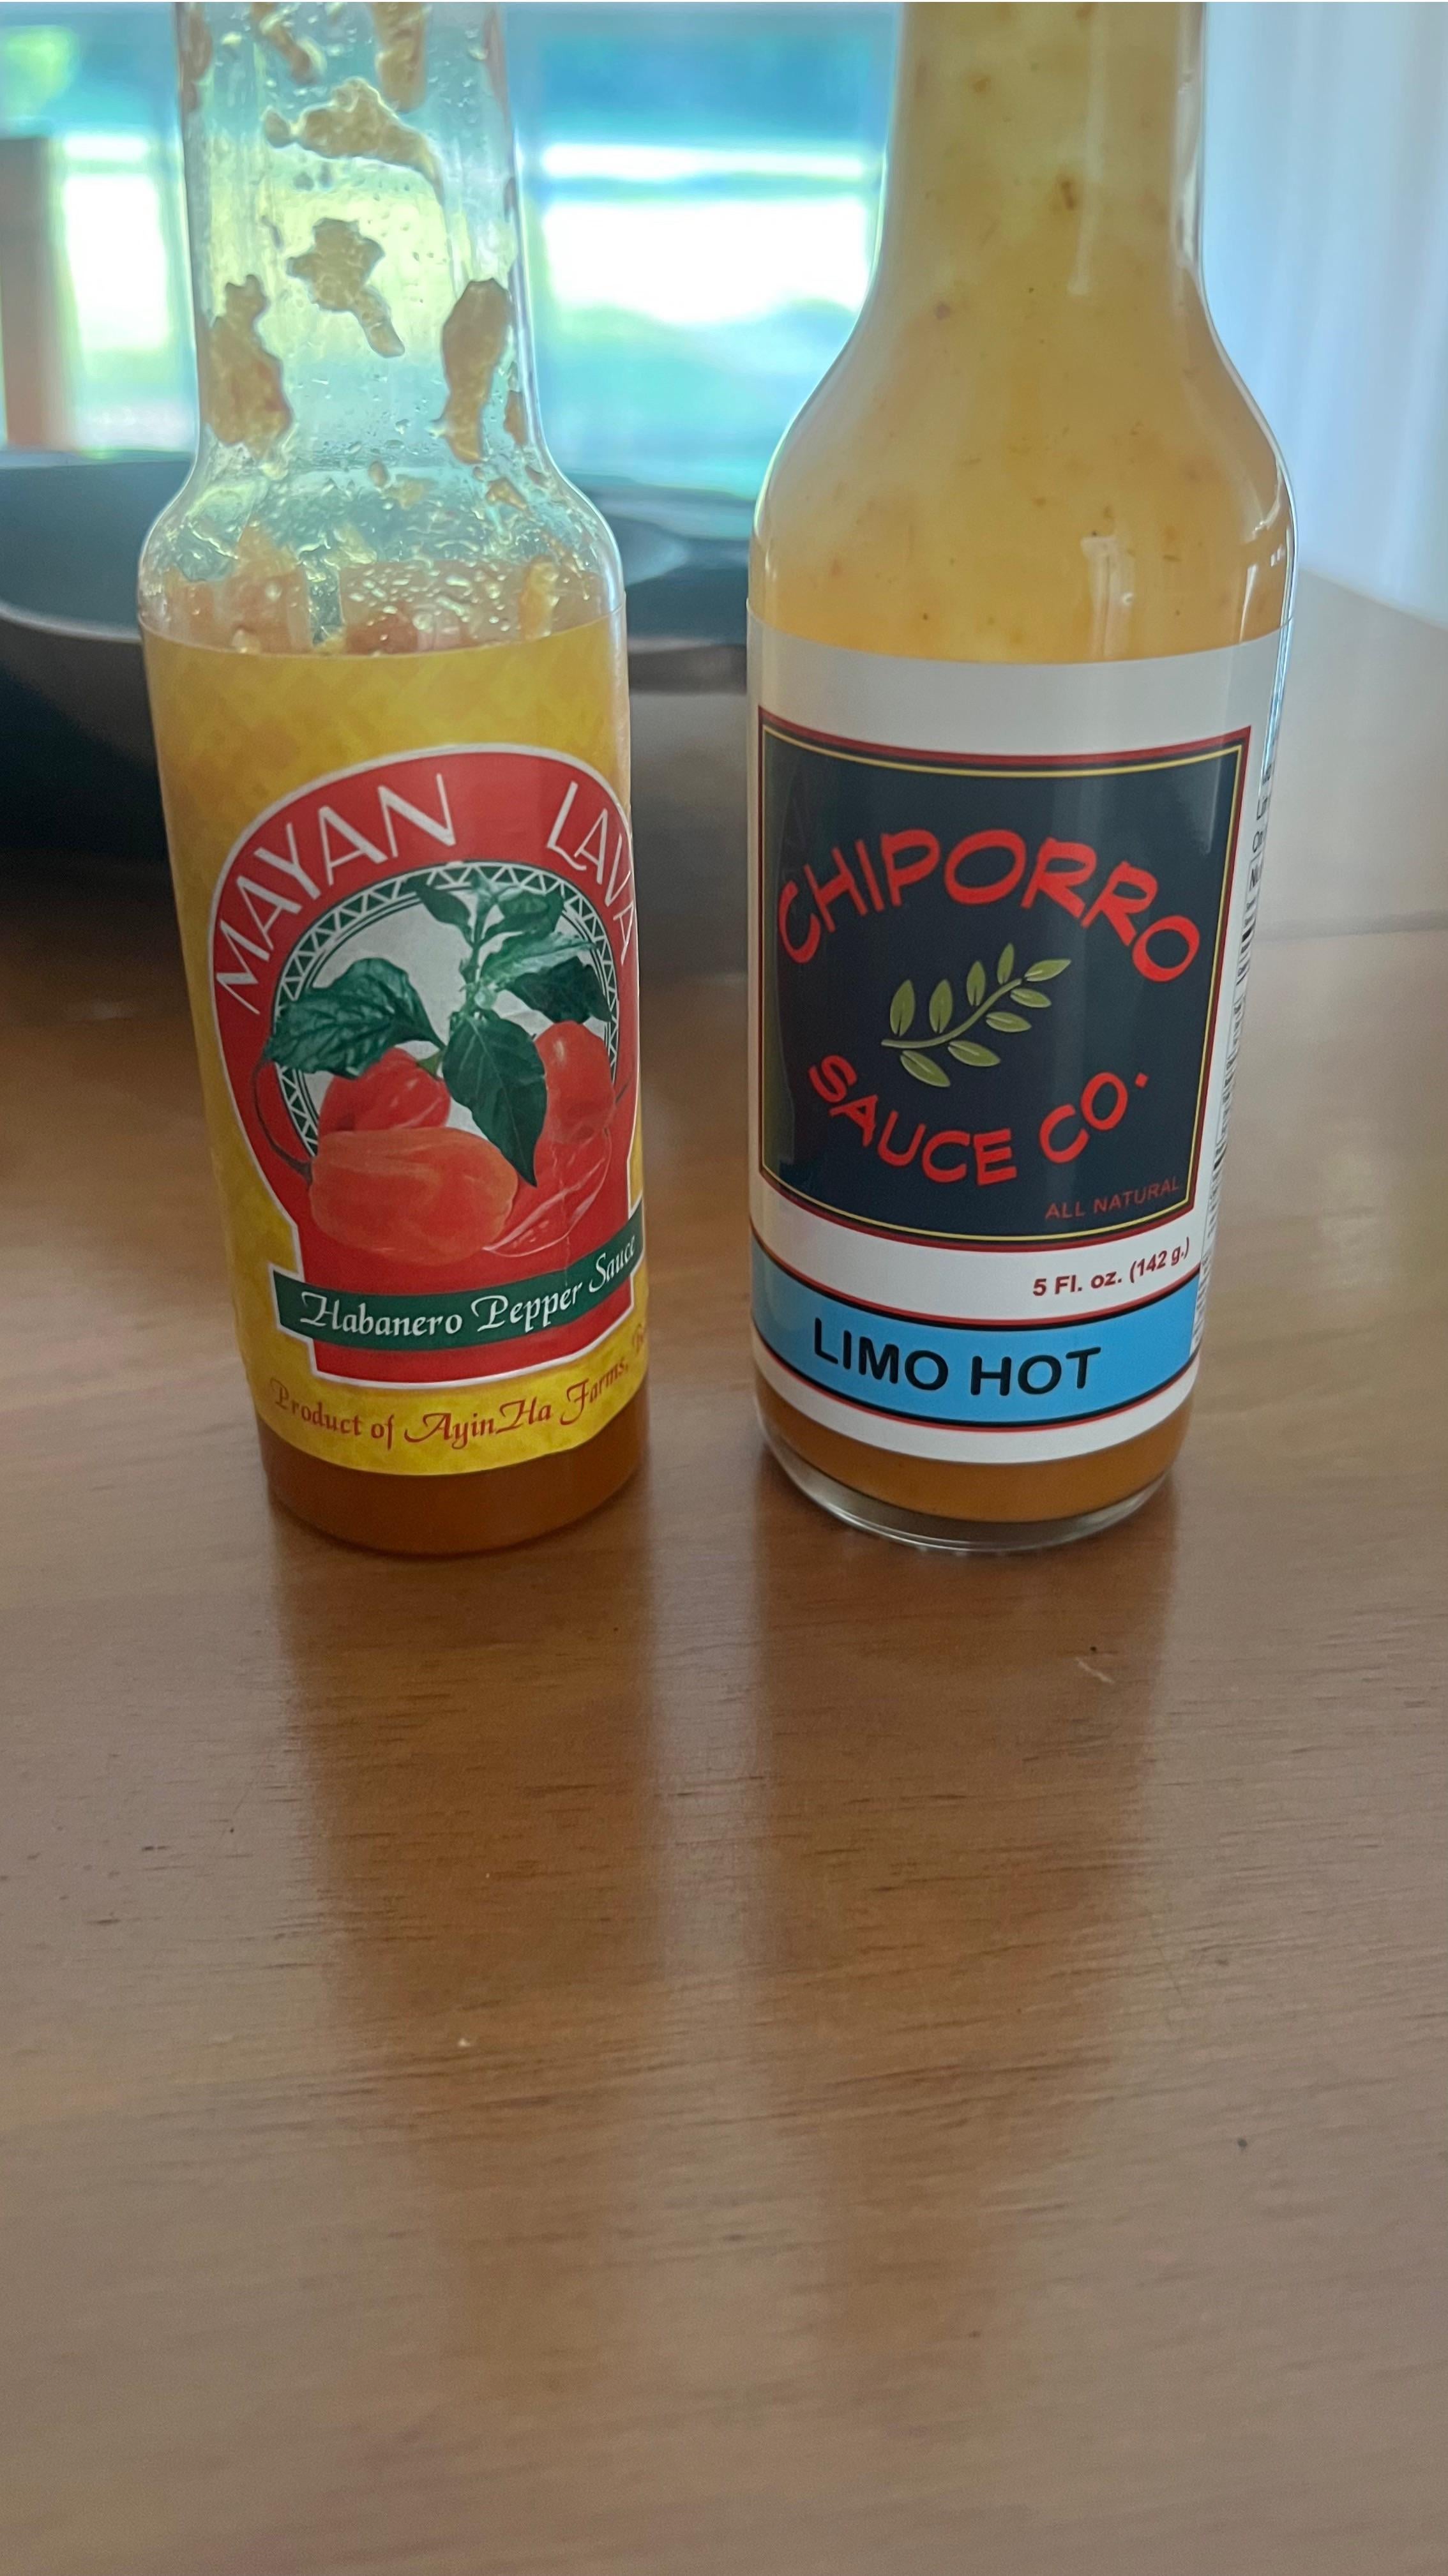 MAYAN LAVA
Habanero Pepper Sauce
Product of AyinHa Farms,
CHIPORRO
SAUCE CO.
ALL NATURAL
5 Fl. oz. (142 g.)
LIMO HOT